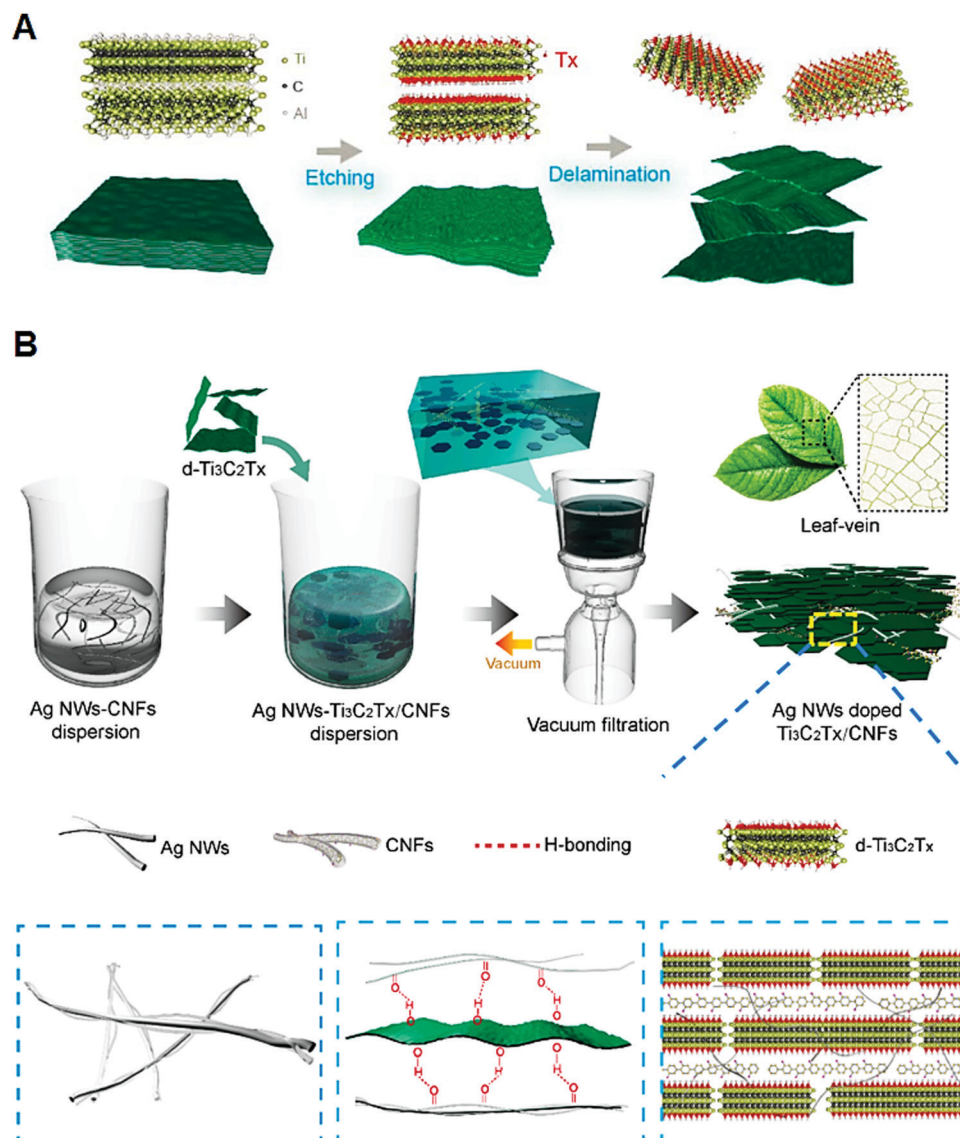 A
Ti
C
Al
Tx
Etching
Delamination
B
d-Ti3C2Tx
Leaf-vein
Vacuum
Ag NWs-CNFs
dispersion
Ag NWs-Ti3C2Tx/CNFs
dispersion
Vacuum filtration
Ag NWs doped
Ti3C2Tx/CNFs
Ag NWs
CNFs
H-bonding
d-Ti3C2Tx
O O O
H H H
O O O
O O O
H H H
O O O